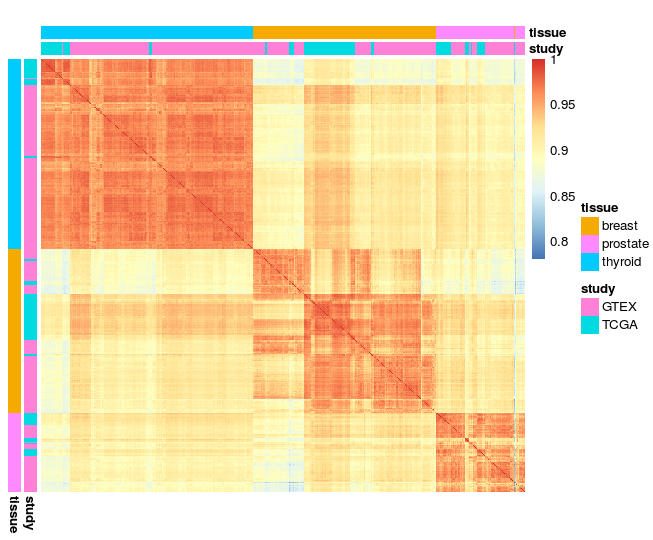 tissue
study
1
0.95
0.9
0.85
0.8
tissue
breast
prostate
thyroid
study
GTEX
TCGA
tissue
study